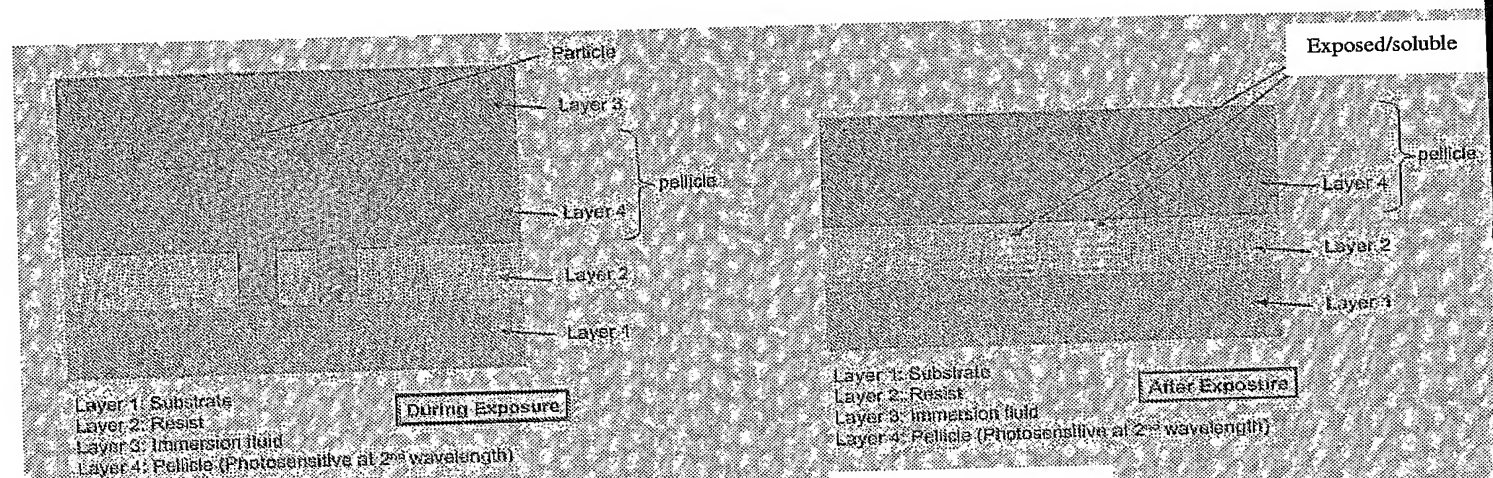 Particle
Layer 3
pellicle
Layer 4
Layer 2
Layer 1
Layer 1: Substrate
Layer 2: Resist
Layer 3: Immersion fluid
Layer 4: Pellicle (Photosensitive at 2nd wavelength)
During Exposure
Exposed/soluble
pellicle
Layer 4
Layer 2
Layer 1
Layer 1: Substrate
Layer 2: Resist
Layer 3: Immersion fluid
Layer 4: Pellicle (Photosensitive at 2nd wavelength)
After Exposure